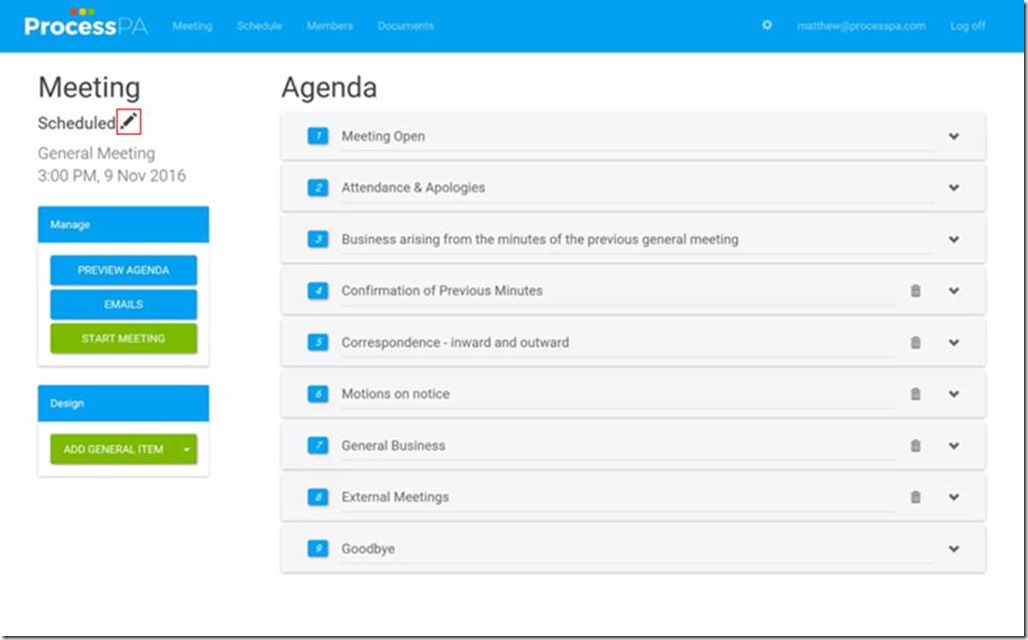 ProcessPA Meeting Schedule Members Documents matthew@processpa.com Log off
Meeting
Scheduled
General Meeting
3:00 PM, 9 Nov 2016
Manage
PREVIEW AGENDA
EMAILS
START MEETING
Design
ADD GENERAL ITEM
Agenda
1 Meeting Open
2 Attendance & Apologies
3 Business arising from the minutes of the previous general meeting
4 Confirmation of Previous Minutes
5 Correspondence - inward and outward
6 Motions on notice
7 General Business
8 External Meetings
9 Goodbye